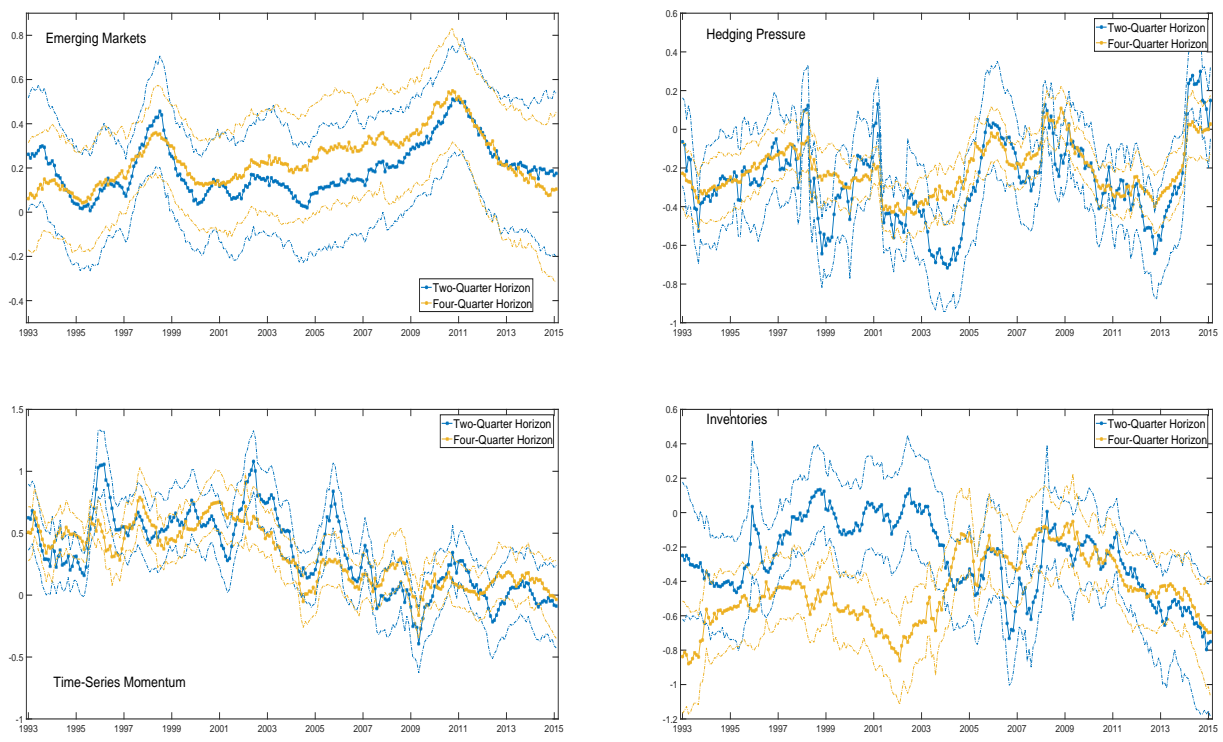 Emerging Markets
0.8
0.6
0.4
0.2
0
-0.2
-0.4
Two-Quarter Horizon
Four-Quarter Horizon
1993 1995 1997 1999 2001 2003 2005 2007 2009 2011 2013 2015
Hedging Pressure
Two-Quarter Horizon
Four-Quarter Horizon
0.6
0.4
0.2
0
-0.2
-0.4
-0.6
-0.8
-1
1993 1995 1997 1999 2001 2003 2005 2007 2009 2011 2013 2015
Two-Quarter Horizon
Four-Quarter Horizon
1.5
1
0.5
0
-0.5
-1
Time-Series Momentum
1993 1995 1997 1999 2001 2003 2005 2007 2009 2011 2013 2015
Inventories
Two-Quarter Horizon
Four-Quarter Horizon
0.6
0.4
0.2
0
-0.2
-0.4
-0.6
-0.8
-1
-1.2
1993 1995 1997 1999 2001 2003 2005 2007 2009 2011 2013 2015